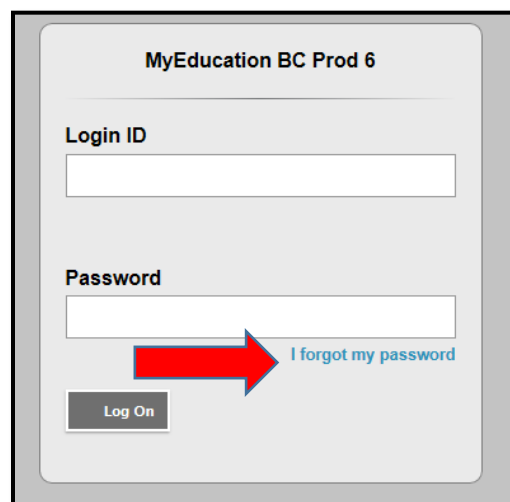 MyEducation BC Prod 6
Login ID
Password
I forgot my password
Log On